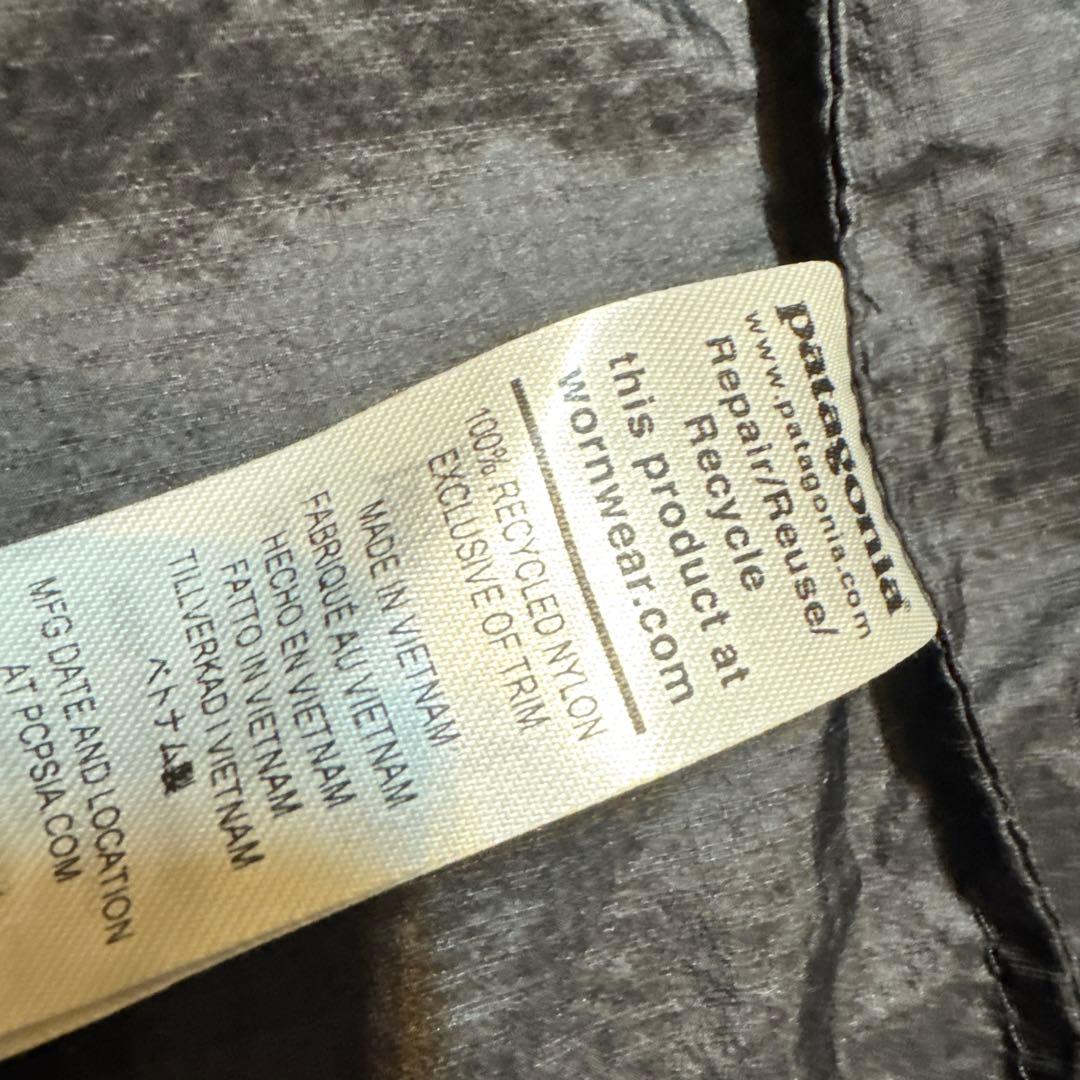 patagonia
www.patagonia.com
Repair/Reuse/
Recycle
this product at
wornwear.com
100% RECYCLED NYLON
EXCLUSIVE OF TRIM
MADE IN VIETNAM
FABRIQUÉ AU VIETNAM
HECHO EN VIETNAM
FATTO IN VIETNAM
TILLVERKAD I VIETNAM
ベトナム製
MFG DATE AND LOCATION
AT PCPSIA.COM